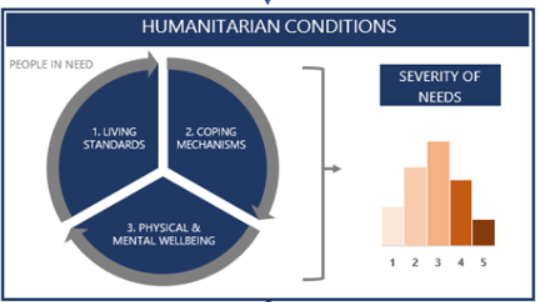 HUMANITARIAN CONDITIONS
PEOPLE IN NEED
1. LIVING
STANDARDS
2. COPING
MECHANISMS
3. PHYSICAL &
MENTAL WELLBEING
SEVERITY OF
NEEDS
1 2 3 4 5